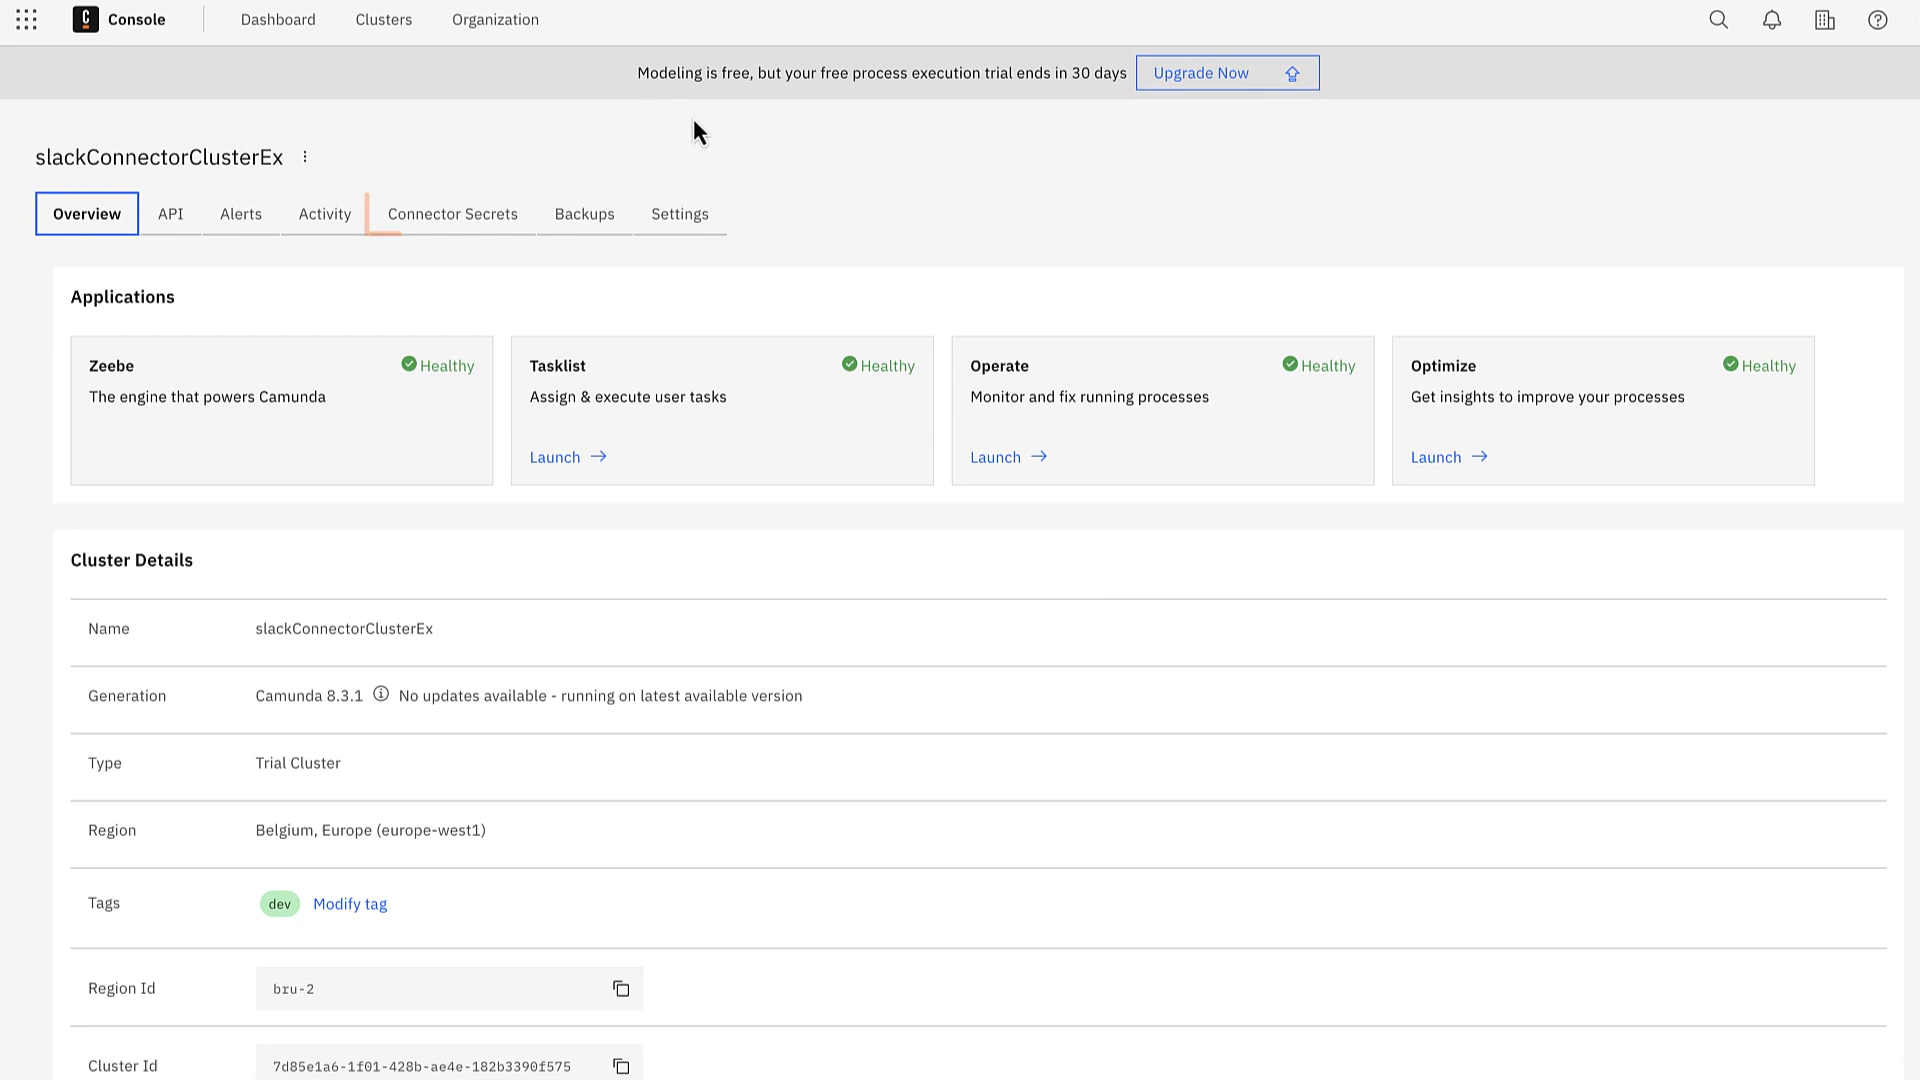 Console Dashboard Clusters Organization
Modeling is free, but your free process execution trial ends in 30 days Upgrade Now
slackConnectorClusterEx
Overview API Alerts Activity Connector Secrets Backups Settings
Applications
Zeebe Healthy
The engine that powers Camunda
Tasklist Healthy
Assign & execute user tasks
Launch
Operate Healthy
Monitor and fix running processes
Launch
Optimize Healthy
Get insights to improve your processes
Launch
Cluster Details
Name slackConnectorClusterEx
Generation Camunda 8.3.1 No updates available - running on latest available version
Type Trial Cluster
Region Belgium, Europe (europe-west1)
Tags dev Modify tag
Region Id bru-2
Cluster Id 7d85e1a6-1f01-428b-ae4e-182b3390f575